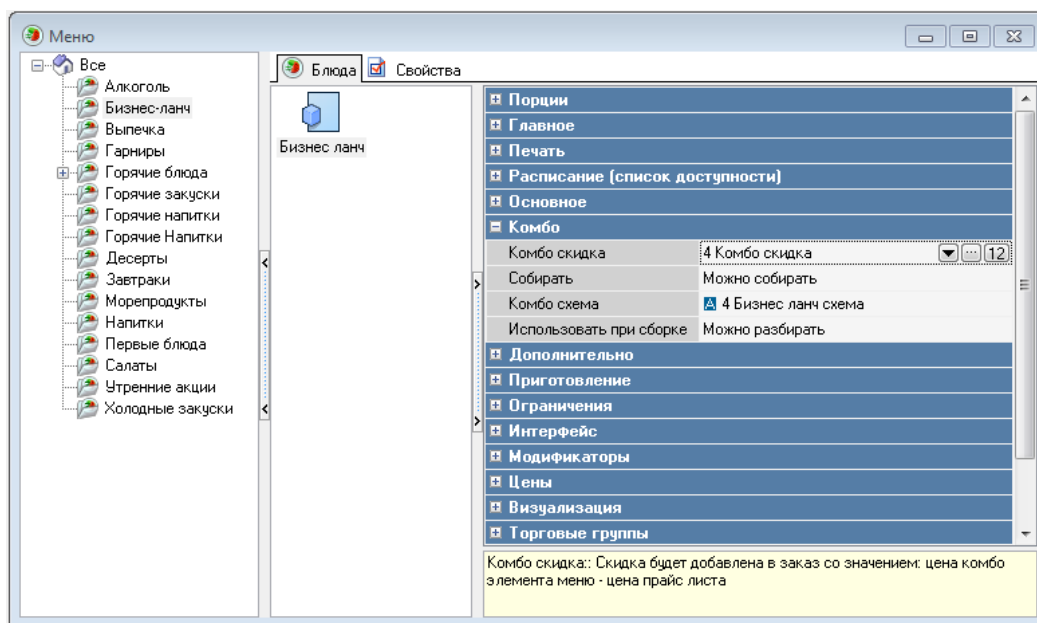 Меню
Все
Алкоголь
Бизнес-ланч
Выпечка
Гарниры
Горячие блюда
Горячие закуски
Горячие напитки
Горячие Напитки
Десерты
Завтраки
Морепродукты
Напитки
Первые блюда
Салаты
Утренние акции
Холодные закуски
Блюда Свойства
Бизнес ланч
Порции
Главное
Печать
Расписание (список доступности)
Основное
Комбо
Комбо скидка 4 Комбо скидка 12
Собирать Можно собирать
Комбо схема A 4 Бизнес ланч схема
Использовать при сборке Можно разбирать
Дополнительно
Приготовление
Ограничения
Интерфейс
Модификаторы
Цены
Визуализация
Торговые группы
Комбо скидка:: Скидка будет добавлена в заказ со значением: цена комбо
элемента меню - цена прайс листа